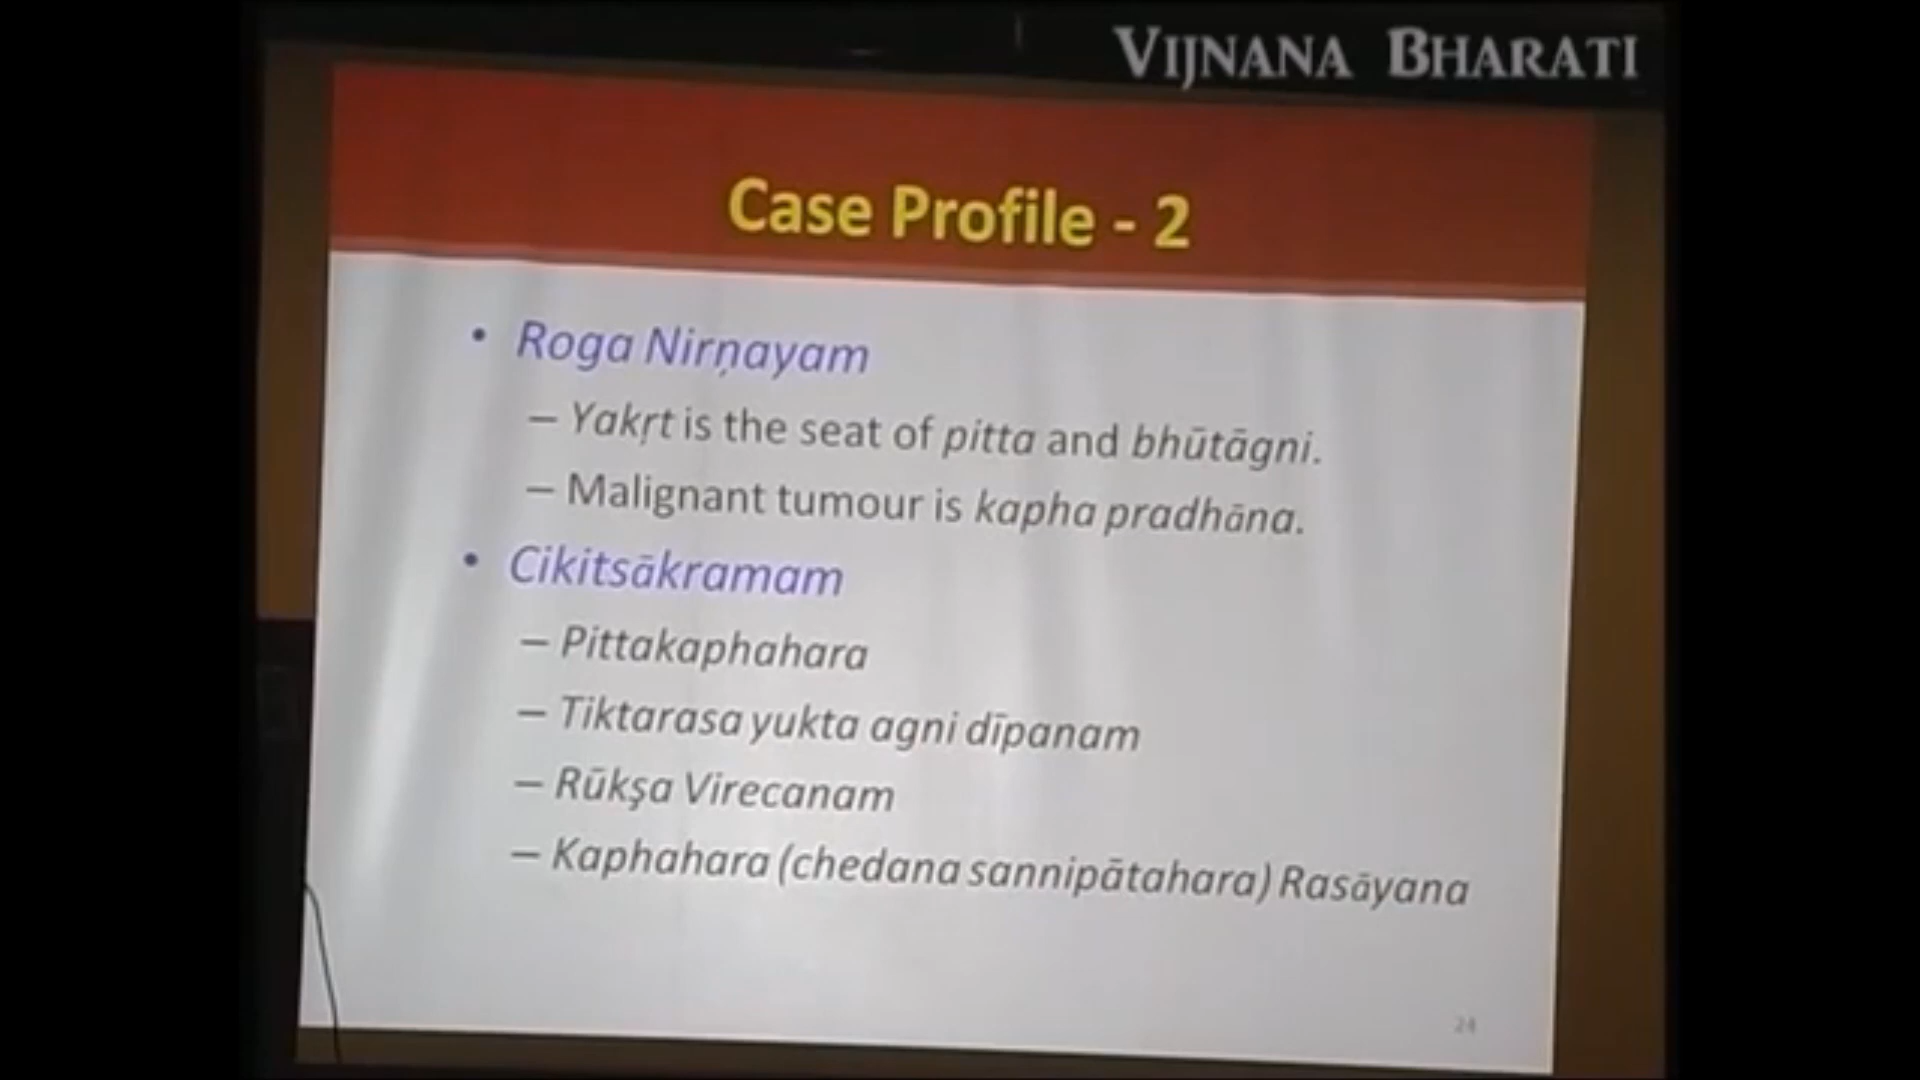 VIJNANA BHARATI
Case Profile - 2
• Roga Nirṇayam
– Yakṛt is the seat of pitta and bhūtāgni.
– Malignant tumour is kapha pradhāna.
• Cikitsākramam
– Pittakaphahara
– Tiktarasa yukta agni dīpanam
– Rūkṣa Virecanam
– Kaphahara (chedana sannipātahara) Rasāyana
24